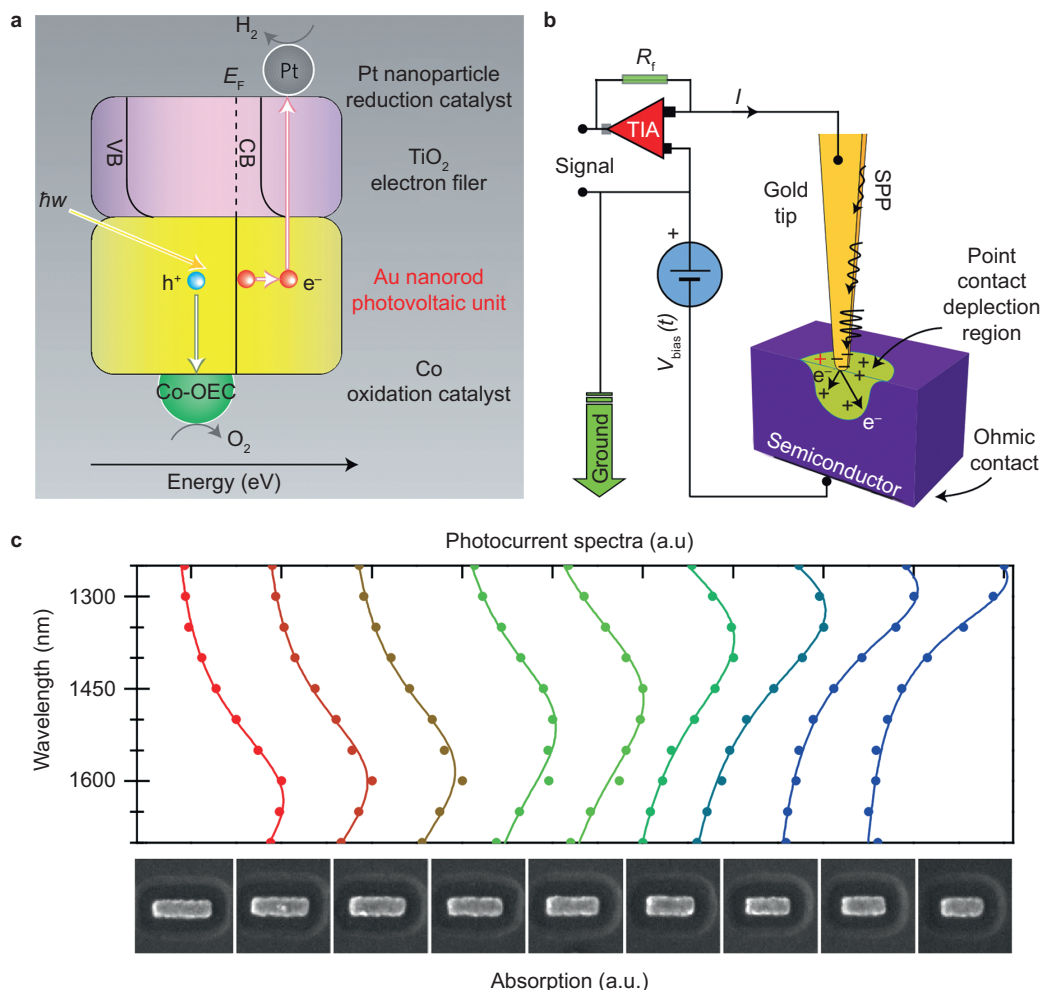 a
H2
Pt
EF
Pt nanoparticle
reduction catalyst
VB
CB
TiO2
electron filer
ħw
h+
e−
Au nanorod
photovoltaic unit
Co-OEC
Co
oxidation catalyst
O2
Energy (eV)
b
Rf
I
TIA
Signal
Gold
tip
SPP
+
Vbias(t)
Point
contact
deplection
region
+ − − −
+
e− + +
+ +
e−
Ground
Semiconductor
Ohmic
contact
c
Photocurrent spectra (a.u)
Wavelength (nm)
1300
1450
1600
Absorption (a.u.)